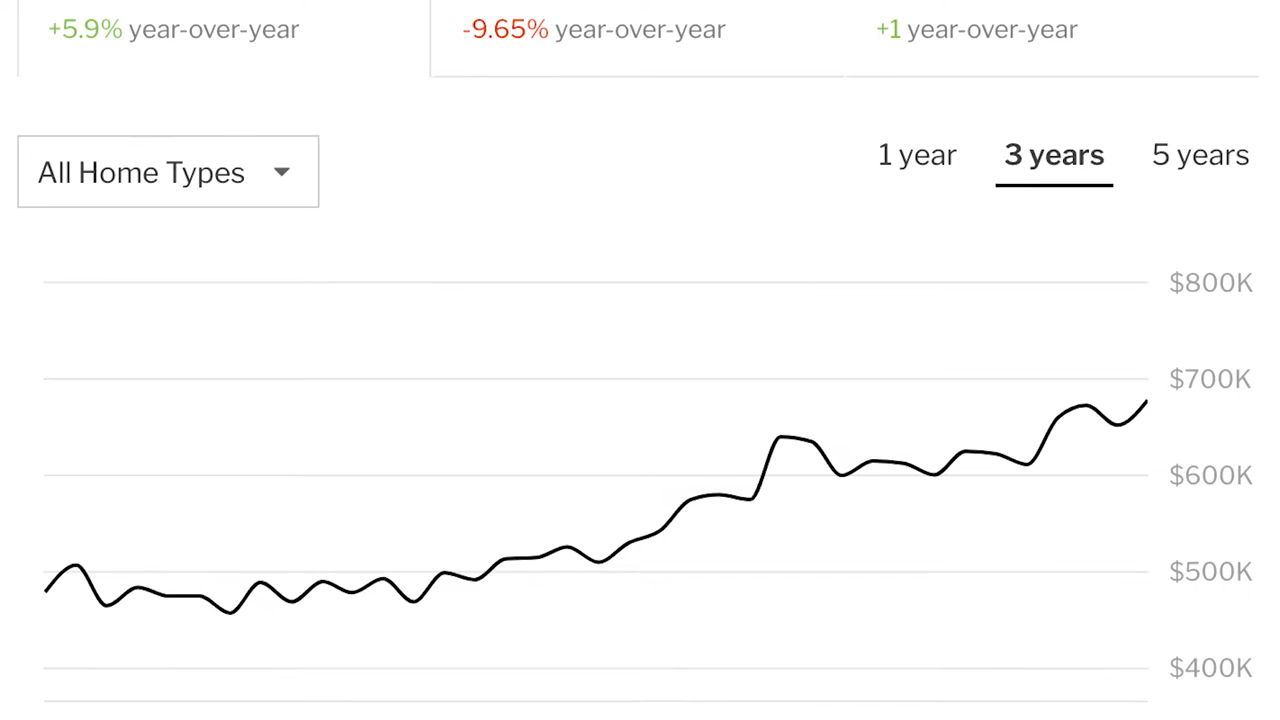 +5.9% year-over-year
-9.65% year-over-year
+1 year-over-year
All Home Types
1 year
3 years
5 years
$800K
$700K
$600K
$500K
$400K